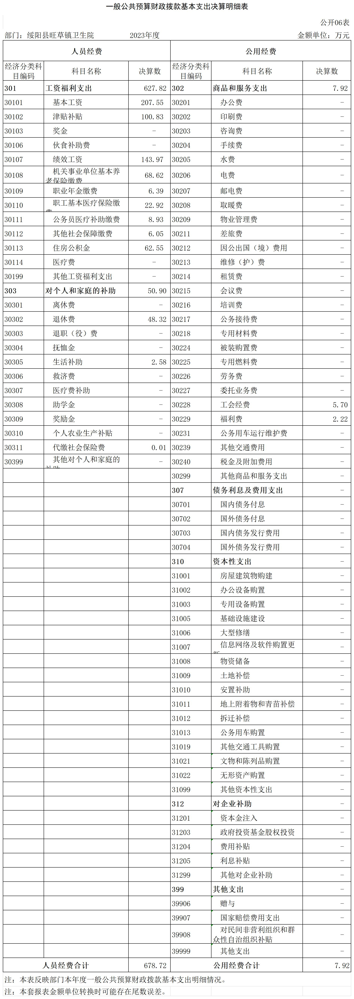 一般公共预算财政拨款基本支出决算明细表
公开06表
部门：绥阳县旺草镇卫生院 2023年度 金额单位：万元
人员经费 公用经费
经济分类科目编码 科目名称 决算数 经济分类科目编码 科目名称 决算数
301 工资福利支出 627.82 302 商品和服务支出 7.92
30101 基本工资 207.55 30201 办公费 -
30102 津贴补贴 100.83 30202 印刷费 -
30103 奖金 - 30203 咨询费 -
30106 伙食补助费 - 30204 手续费 -
30107 绩效工资 143.97 30205 水费 -
30108 机关事业单位基本养老保险缴费 68.62 30206 电费 -
30109 职业年金缴费 6.39 30207 邮电费 -
30110 职工基本医疗保险缴费 22.92 30208 取暖费 -
30111 公务员医疗补助缴费 8.93 30209 物业管理费 -
30112 其他社会保障缴费 6.05 30211 差旅费 -
30113 住房公积金 62.55 30212 因公出国（境）费用 -
30114 医疗费 - 30213 维修（护）费 -
30199 其他工资福利支出 - 30214 租赁费 -
303 对个人和家庭的补助 50.90 30215 会议费 -
30301 离休费 - 30216 培训费 -
30302 退休费 48.32 30217 公务接待费 -
30303 退职（役）费 - 30218 专用材料费 -
30304 抚恤金 - 30224 被装购置费 -
30305 生活补助 2.58 30225 专用燃料费 -
30306 救济费 - 30226 劳务费 -
30307 医疗费补助 - 30227 委托业务费 -
30308 助学金 - 30228 工会经费 5.70
30309 奖励金 - 30229 福利费 2.22
30310 个人农业生产补贴 - 30231 公务用车运行维护费 -
30311 代缴社会保险费 0.01 30239 其他交通费用 -
30399 其他对个人和家庭的补助 - 30240 税金及附加费用 -
30299 其他商品和服务支出 -
307 债务利息及费用支出 -
30701 国内债务付息 -
30702 国外债务付息 -
30703 国内债务发行费用 -
30704 国外债务发行费用 -
310 资本性支出 -
31001 房屋建筑物购建 -
31002 办公设备购置 -
31003 专用设备购置 -
31005 基础设施建设 -
31006 大型修缮 -
31007 信息网络及软件购置更新 -
31008 物资储备 -
31009 土地补偿 -
31010 安置补助 -
31011 地上附着物和青苗补偿 -
31012 拆迁补偿 -
31013 公务用车购置 -
31019 其他交通工具购置 -
31021 文物和陈列品购置 -
31022 无形资产购置 -
31099 其他资本性支出 -
312 对企业补助 -
31201 资本金注入 -
31203 政府投资基金股权投资 -
31204 费用补贴 -
31205 利息补贴 -
31299 其他对企业补助 -
399 其他支出 -
39906 赠与 -
39907 国家赔偿费用支出 -
39908 对民间非营利组织和群众性自治组织补贴 -
39999 其他支出 -
人员经费合计 678.72 公用经费合计 7.92
注：本表反映部门本年度一般公共预算财政拨款基本支出明细情况。
注：本套报表金额单位转换时可能存在尾数误差。